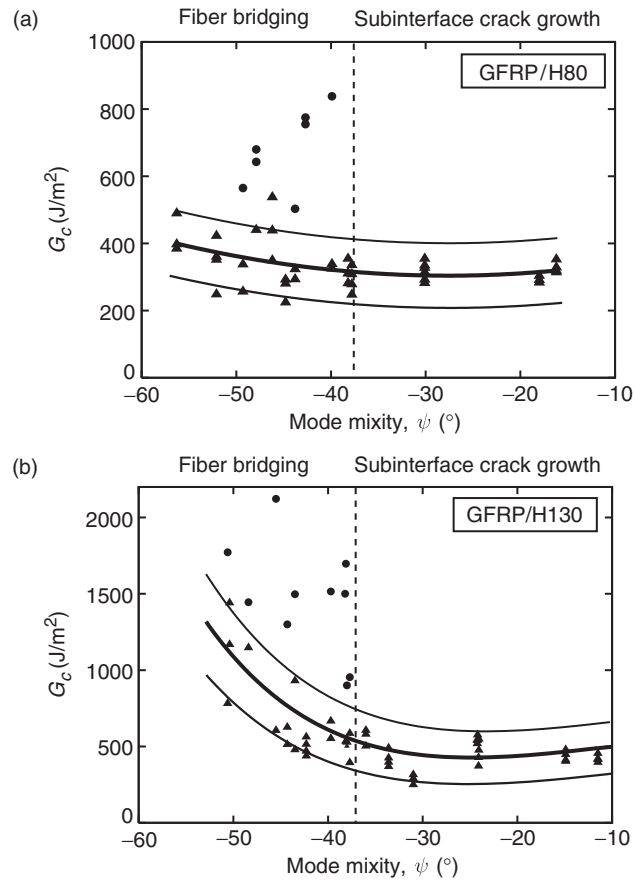 (a)
Fiber bridging Subinterface crack growth
GFRP/H80
1000
800
600
400
200
0
G_c (J/m²)
−60 −50 −40 −30 −20 −10
Mode mixity, ψ (°)
(b)
Fiber bridging Subinterface crack growth
GFRP/H130
2000
1500
1000
500
0
G_c (J/m²)
−60 −50 −40 −30 −20 −10
Mode mixity, ψ (°)